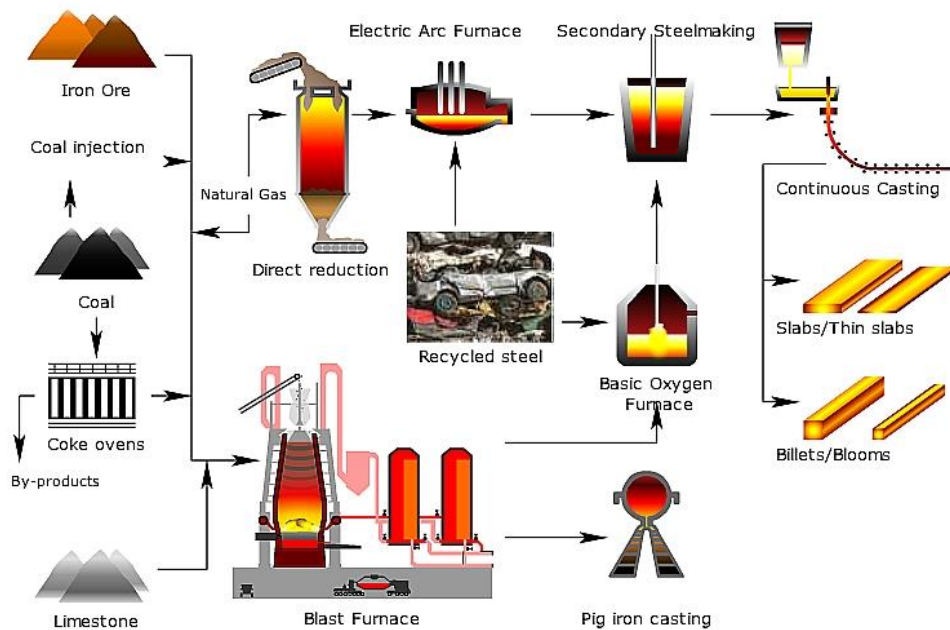 Electric Arc Furnace
Secondary Steelmaking
Iron Ore
Coal injection
Natural Gas
Continuous Casting
Direct reduction
Coal
Slabs/Thin slabs
Recycled steel
Basic Oxygen
Furnace
Coke ovens
Billets/Blooms
By-products
Limestone
Blast Furnace
Pig iron casting